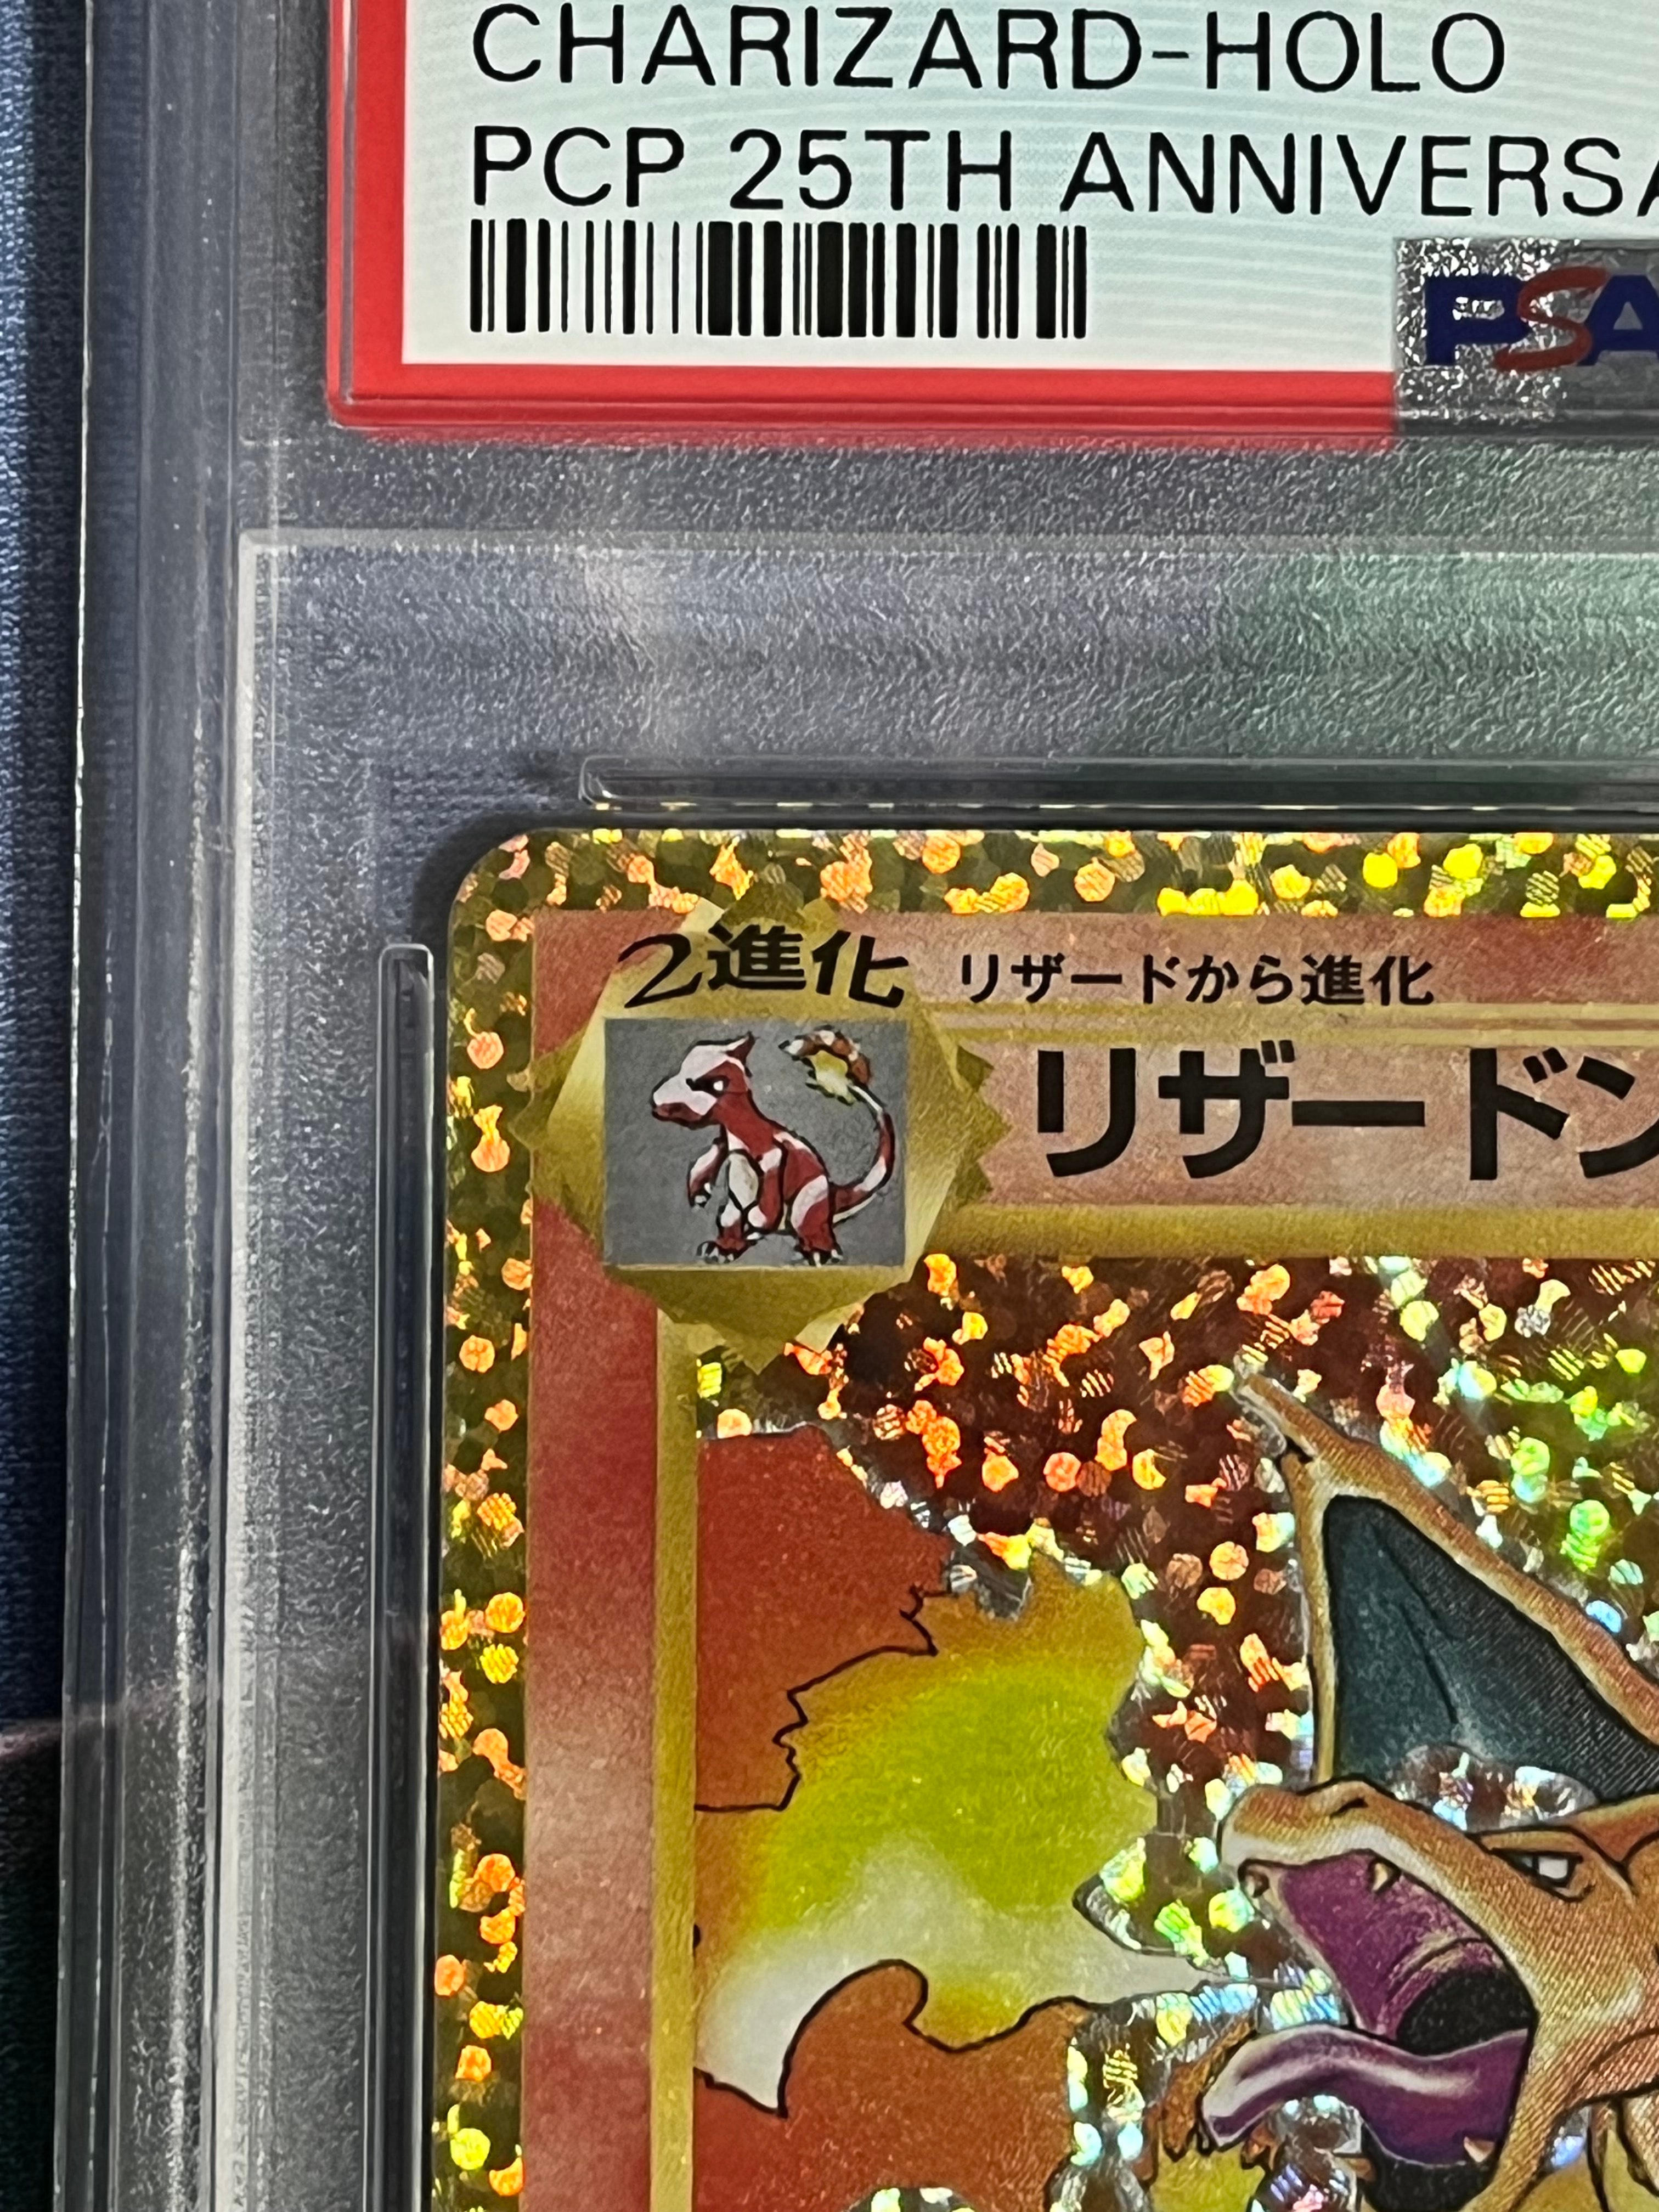 CHARIZARD-HOLO
PCP 25TH ANNIVERSA
PSA
2進化 リザードから進化
リザードン